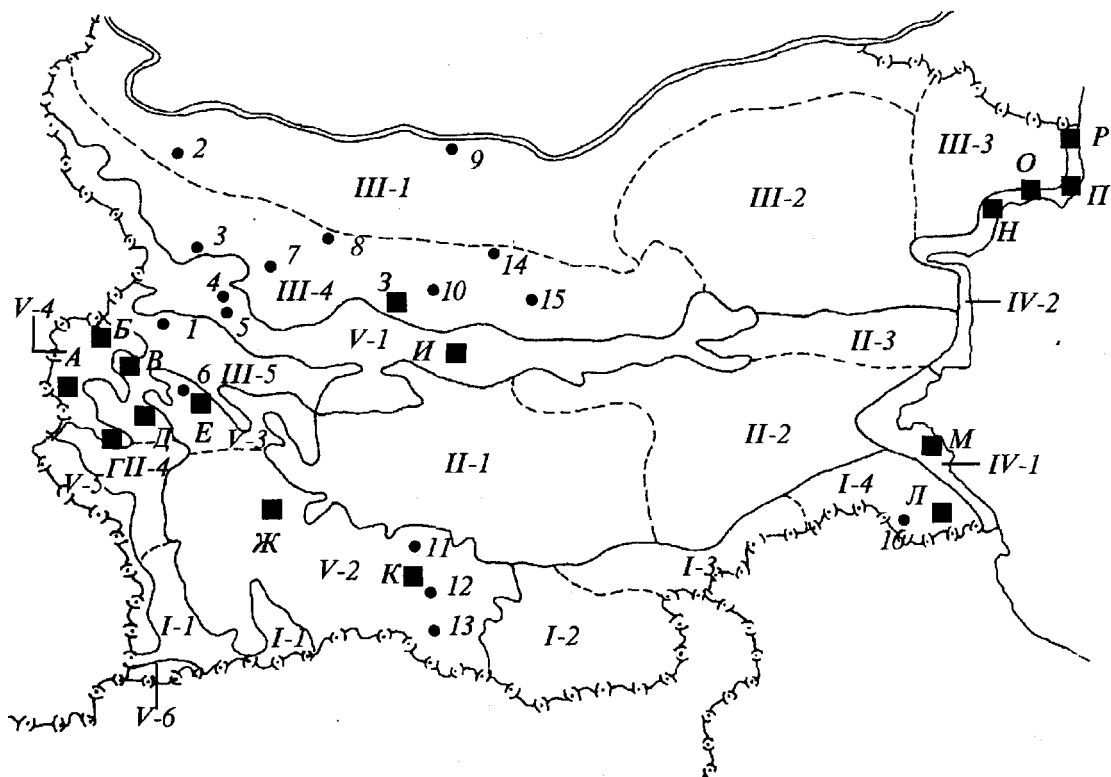 Р
2
9
III-3
О
III-1
III-2
П
Н
3
8
7
14
4
З
10
15
V-4
III-4
IV-2
5
Б
1
V-1
И
II-3
А
В
6
III-5
Д
Е
V-3
II-2
М
Г
II-4
II-1
IV-1
V-5
I-4
Л
16
Ж
11
V-2
К
I-3
12
13
I-1
I-1
I-2
V-6